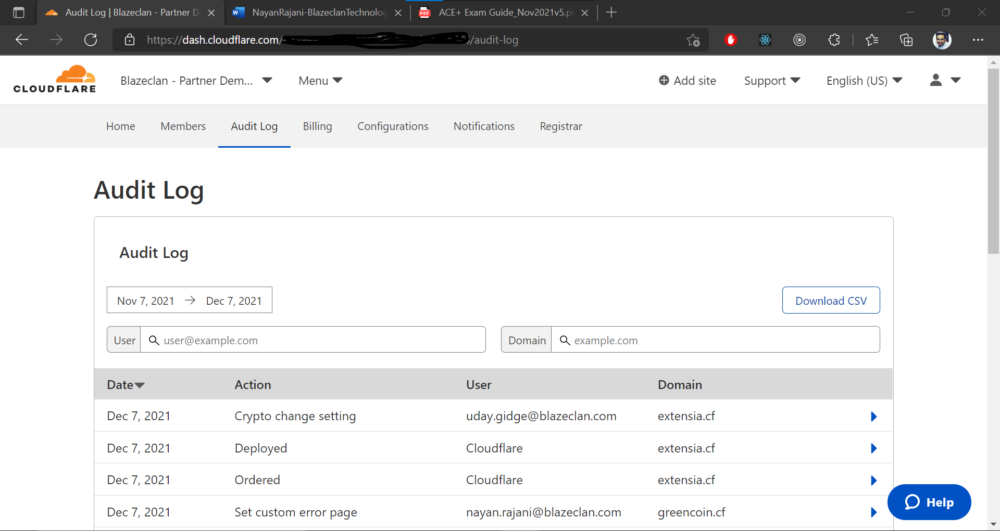 Audit Log | Blazeclan - Partner D
NayanRajani-BlazeclanTechnolog
ACE+ Exam Guide_Nov2021v5.p
https://dash.cloudflare.com/
/audit-log
CLOUDFLARE
Blazeclan - Partner Dem...
Menu
Add site
Support
English (US)
Home
Members
Audit Log
Billing
Configurations
Notifications
Registrar
Audit Log
Audit Log
Nov 7, 2021 → Dec 7, 2021
Download CSV
User
user@example.com
Domain
example.com
Date Action User Domain
Dec 7, 2021 Crypto change setting uday.gidge@blazeclan.com extensia.cf
Dec 7, 2021 Deployed Cloudflare extensia.cf
Dec 7, 2021 Ordered Cloudflare extensia.cf
Dec 7, 2021 Set custom error page nayan.rajani@blazeclan.com greencoin.cf
Help